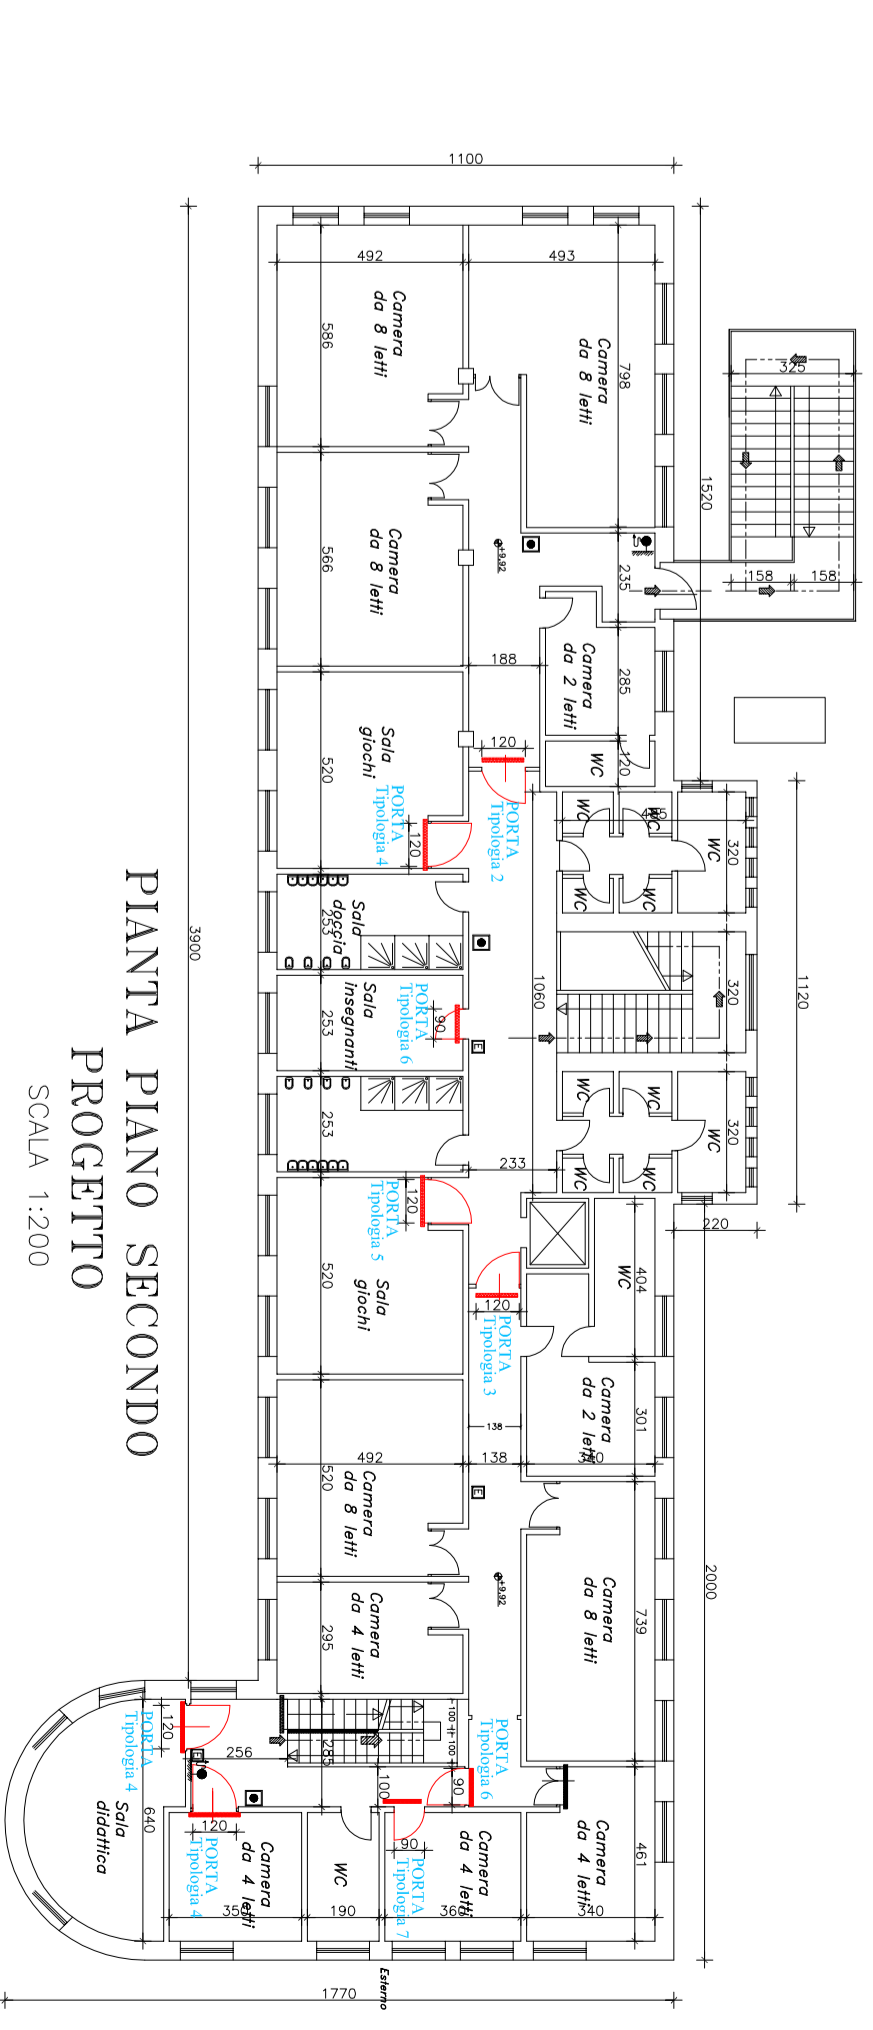 1100
492
493
Camera
da 8 letti
586
Camera
da 8 letti
798
325
1520
Camera
da 8 letti
566
+9,92
235
158
158
188
Camera
da 2 letti
285
Sala
giochi
520
120
WC
120
PORTA
Tipologia 4
120
PORTA
Tipologia 2
WC
WC
WC
320
WC
WC
1120
3900
Sala
doccia
253
1060
320
Sala
insegnanti
253
PORTA
Tipologia 6
90
E
253
WC
WC
WC
320
WC
WC
233
220
PORTA
Tipologia 5
120
Sala
giochi
520
WC
404
120
PORTA
Tipologia 3
138
Camera
da 2 letti
301
492
138
340
520
Camera
da 8 letti
E
+9,92
Camera
da 8 letti
739
2000
Camera
da 4 letti
295
PORTA
Tipologia 4
120
256
285
100
100
PORTA
Tipologia 6
90
100
E
Sala
didattica
640
120
PORTA
Tipologia 4
Camera
da 4 letti
350
WC
190
90
PORTA
Tipologia 7
Camera
da 4 letti
360
Camera
da 4 letti
340
461
Esterno
1770
PIANTA PIANO SECONDO
PROGETTO
SCALA 1:200